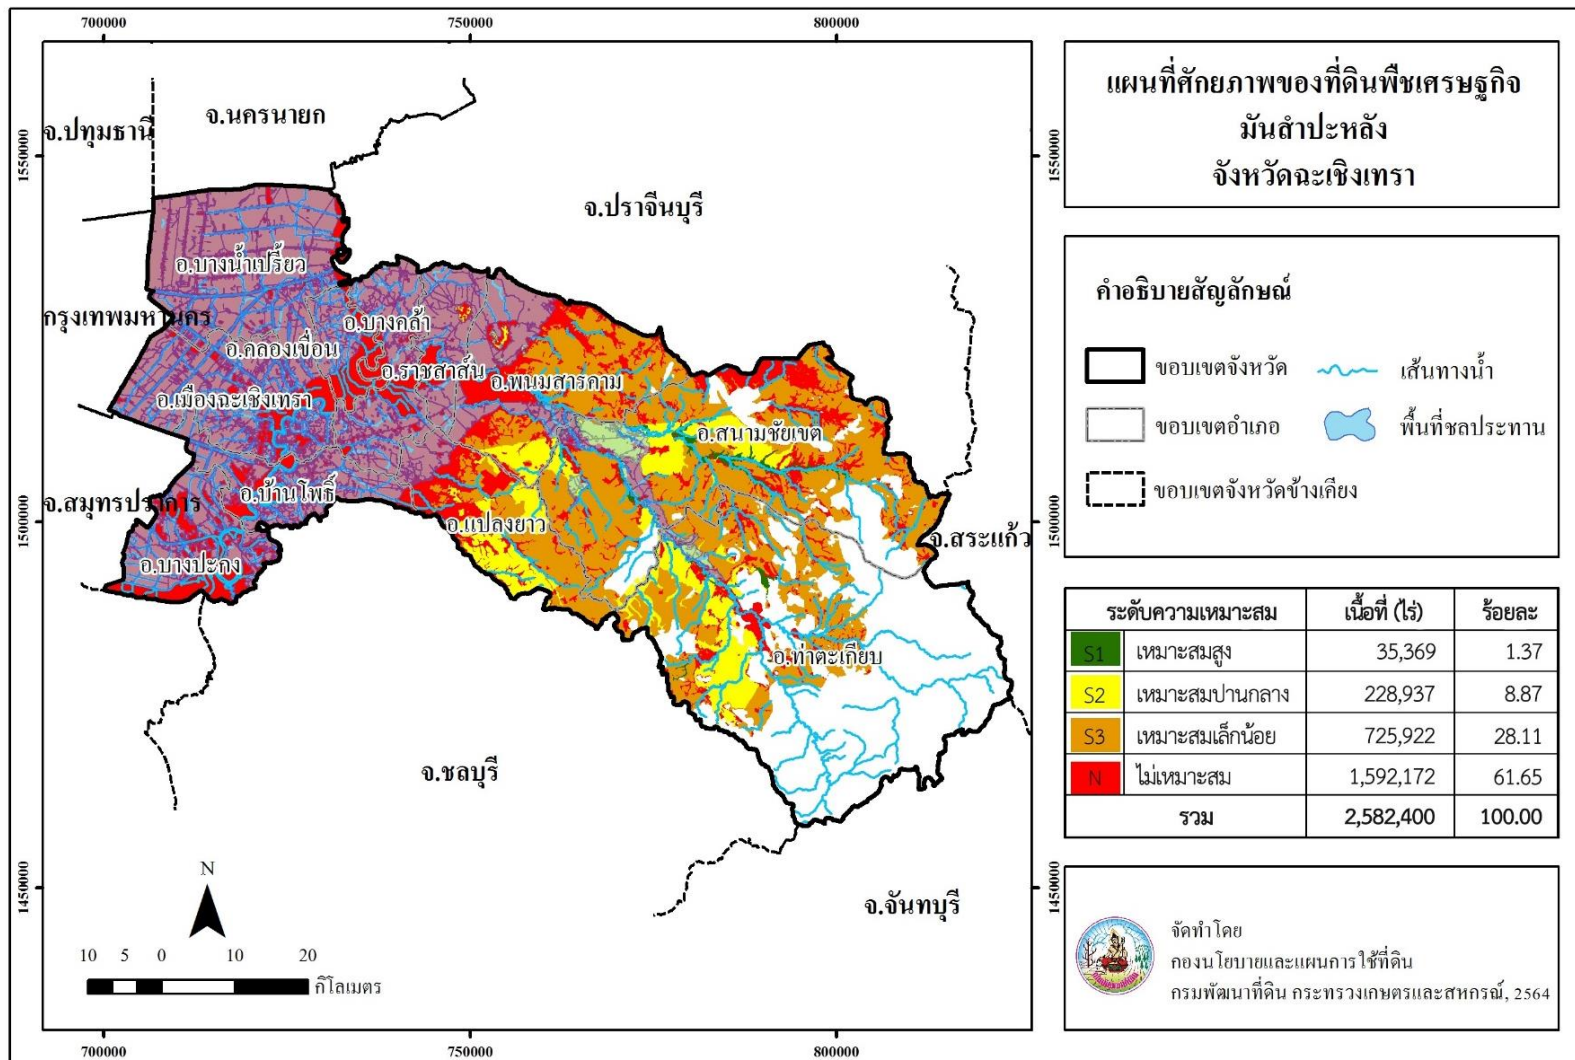 700000
750000
800000
1550000
1500000
1450000
1550000
1500000
1450000
700000
750000
800000
จ.ปทุมธานี
จ.นครนายก
จ.ปราจีนบุรี
อ.บางน้ำเปรี้ยว
กรุงเทพมหานคร
อ.บางคล้า
อ.คลองเขื่อน
อ.ราชสาส์น
อ.พนมสารคาม
อ.เมืองฉะเชิงเทรา
อ.สนามชัยเขต
จ.สมุทรปราการ
อ.บ้านโพธิ์
อ.แปลงยาว
จ.สระแก้ว
อ.บางปะกง
อ.ท่าตะเกียบ
จ.ชลบุรี
จ.จันทบุรี
N
10 5 0 10 20
กิโลเมตร
แผนที่ศักยภาพของที่ดินพืชเศรษฐกิจ
มันสำปะหลัง
จังหวัดฉะเชิงเทรา
คำอธิบายสัญลักษณ์
ขอบเขตจังหวัด เส้นทางน้ำ
ขอบเขตอำเภอ พื้นที่ชลประทาน
ขอบเขตจังหวัดข้างเคียง
ระดับความเหมาะสม เนื้อที่ (ไร่) ร้อยละ
S1 เหมาะสมสูง 35,369 1.37
S2 เหมาะสมปานกลาง 228,937 8.87
S3 เหมาะสมเล็กน้อย 725,922 28.11
N ไม่เหมาะสม 1,592,172 61.65
รวม 2,582,400 100.00
จัดทำโดย
กองนโยบายและแผนการใช้ที่ดิน
กรมพัฒนาที่ดิน กระทรวงเกษตรและสหกรณ์, 2564